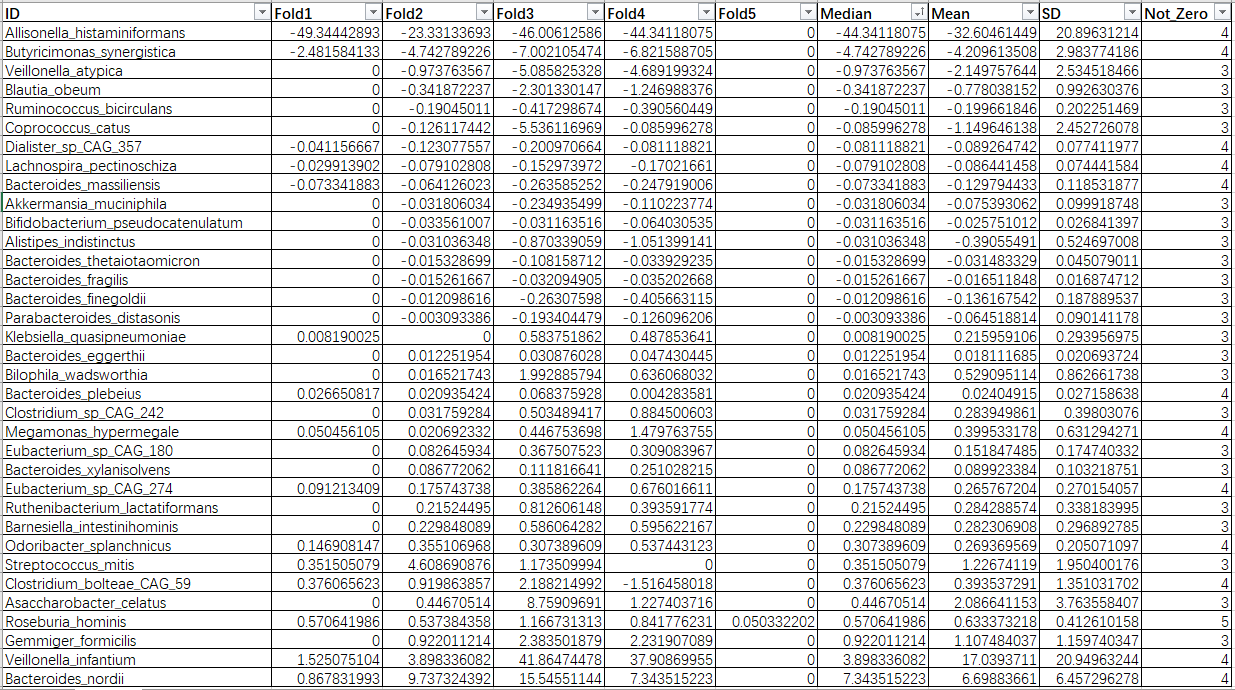 ID Fold1 Fold2 Fold3 Fold4 Fold5 Median Mean SD Not_Zero
Allisonella_histaminiformans -49.34442893 -23.33133693 -46.00612586 -44.34118075 0 -44.34118075 -32.60461449 20.89631214 4
Butyricimonas_synergistica -2.481584133 -4.742789226 -7.002105474 -6.821588705 0 -4.742789226 -4.209613508 2.983774186 4
Veillonella_atypica 0 -0.973763567 -5.085825328 -4.689199324 0 -0.973763567 -2.149757644 2.534518466 3
Blautia_obeum 0 -0.341872237 -2.301330147 -1.246988376 0 -0.341872237 -0.778038152 0.992630376 3
Ruminococcus_bicirculans 0 -0.19045011 -0.417298674 -0.390560449 0 -0.19045011 -0.199661846 0.202251469 3
Coprococcus_catus 0 -0.126117442 -5.536116969 -0.085996278 0 -0.085996278 -1.149646138 2.452726078 3
Dialister_sp_CAG_357 -0.041156667 -0.123077557 -0.200970664 -0.081118821 0 -0.081118821 -0.089264742 0.077411977 4
Lachnospira_pectinoschiza -0.029913902 -0.079102808 -0.152973972 -0.17021661 0 -0.079102808 -0.086441458 0.074441584 4
Bacteroides_massiliensis -0.073341883 -0.064126023 -0.263585252 -0.247919006 0 -0.073341883 -0.129794433 0.118531877 4
Akkermansia_muciniphila 0 -0.031806034 -0.234935499 -0.110223774 0 -0.031806034 -0.075393062 0.099918748 3
Bifidobacterium_pseudocatenulatum 0 -0.033561007 -0.031163516 -0.064030535 0 -0.031163516 -0.025751012 0.026841397 3
Alistipes_indistinctus 0 -0.031036348 -0.870339059 -1.051399141 0 -0.031036348 -0.39055491 0.524697008 3
Bacteroides_thetaiotaomicron 0 -0.015328699 -0.108158712 -0.033929235 0 -0.015328699 -0.031483329 0.045079011 3
Bacteroides_fragilis 0 -0.015261667 -0.032094905 -0.035202668 0 -0.015261667 -0.016511848 0.016874712 3
Bacteroides_finegoldii 0 -0.012098616 -0.26307598 -0.405663115 0 -0.012098616 -0.136167542 0.187889537 3
Parabacteroides_distasonis 0 -0.003093386 -0.193404479 -0.126096206 0 -0.003093386 -0.064518814 0.090141178 3
Klebsiella_quasipneumoniae 0.008190025 0 0.583751862 0.487853641 0 0.008190025 0.215959106 0.293956975 3
Bacteroides_eggerthii 0 0.012251954 0.030876028 0.047430445 0 0.012251954 0.018111685 0.020693724 3
Bilophila_wadsworthia 0 0.016521743 1.992885794 0.636068032 0 0.016521743 0.529095114 0.862661738 3
Bacteroides_plebeius 0.026650817 0.020935424 0.068375928 0.004283581 0 0.020935424 0.02404915 0.027158638 4
Clostridium_sp_CAG_242 0 0.031759284 0.503489417 0.884500603 0 0.031759284 0.283949861 0.39803076 3
Megamonas_hypermegale 0.050456105 0.020692332 0.446753698 1.479763755 0 0.050456105 0.399533178 0.631294271 4
Eubacterium_sp_CAG_180 0 0.082645934 0.367507523 0.309083967 0 0.082645934 0.151847485 0.174740332 3
Bacteroides_xylanisolvens 0 0.086772062 0.111816641 0.251028215 0 0.086772062 0.089923384 0.103218751 3
Eubacterium_sp_CAG_274 0.091213409 0.175743738 0.385862264 0.676016611 0 0.175743738 0.265767204 0.270154057 4
Ruthenibacterium_lactatiformans 0 0.21524495 0.812606148 0.393591774 0 0.21524495 0.284288574 0.338183995 3
Barnesiella_intestinihominis 0 0.229848089 0.586064282 0.595622167 0 0.229848089 0.282306908 0.296892785 3
Odoribacter_splanchnicus 0.146908147 0.355106968 0.307389609 0.537443123 0 0.307389609 0.269369569 0.205071097 4
Streptococcus_mitis 0.351505079 4.608690876 1.173509994 0 0 0.351505079 1.22674119 1.950400176 3
Clostridium_bolteae_CAG_59 0.376065623 0.919863857 2.188214992 -1.516458018 0 0.376065623 0.393537291 1.351031702 4
Asaccharobacter_celatus 0 0.44670514 8.75909691 1.227403716 0 0.44670514 2.086641153 3.763558407 3
Roseburia_hominis 0.570641986 0.537384358 1.166731313 0.841776231 0.050332202 0.570641986 0.633373218 0.412610158 5
Gemmiger_formicilis 0 0.922011214 2.383501879 2.231907089 0 0.922011214 1.107484037 1.159740347 3
Veillonella_infantium 1.525075104 3.898336082 41.86474478 37.90869955 0 3.898336082 17.0393711 20.94963244 4
Bacteroides_nordii 0.867831993 9.737324392 15.54551144 7.343515223 0 7.343515223 6.69883661 6.457296278 4